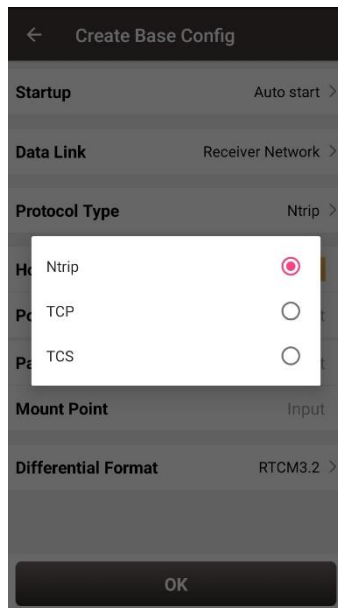 ← Create Base Config
Startup Auto start >
Data Link Receiver Network >
Protocol Type Ntrip >
Ntrip
TCP
TCS
Mount Point Input
Differential Format RTCM3.2 >
OK